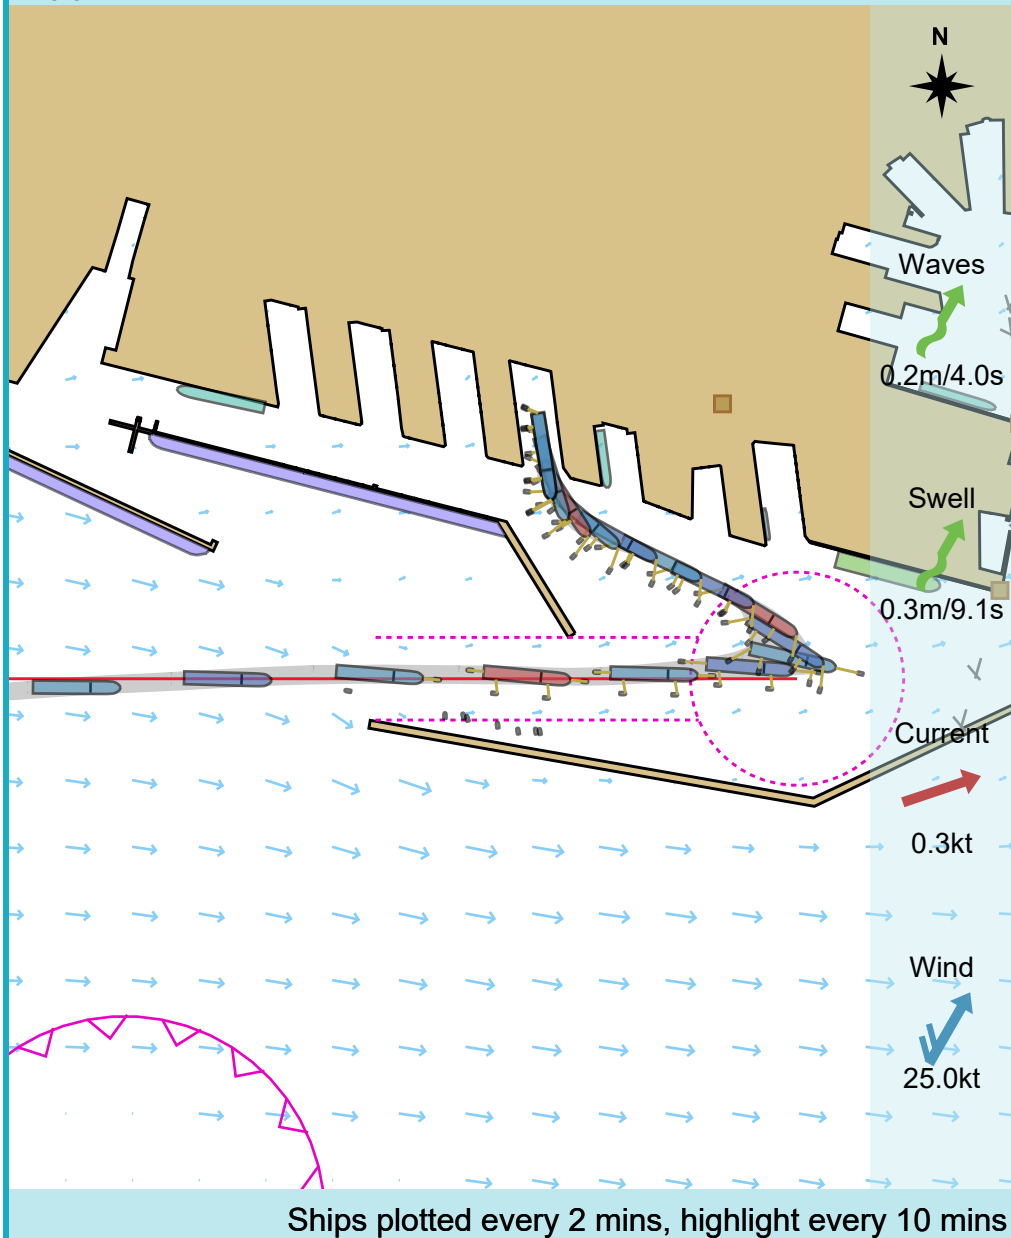 N
Waves
0.2m/4.0s
Swell
0.3m/9.1s
Current
0.3kt
Wind
25.0kt
Ships plotted every 2 mins, highlight every 10 mins